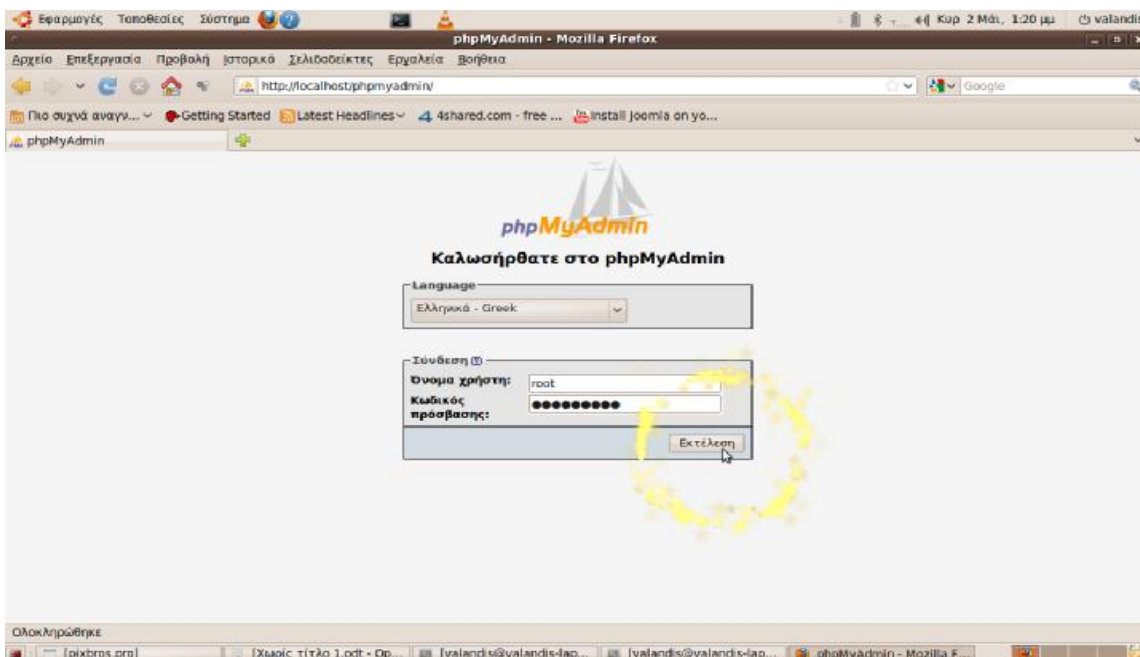 Εφαρμογές Τοποθεσίες Σύστημα Κυρ 2 Μάι, 1:20 μμ valandis
phpMyAdmin - Mozilla Firefox
Αρχείο Επεξεργασία Προβολή Ιστορικό Σελιδοδείκτες Εργαλεία Βοήθεια
http://localhost/phpmyadmin/ Google
Πιο συχνά αναγν... Getting Started Latest Headlines 4shared.com - free ... Install Joomla on yo...
phpMyAdmin
phpMyAdmin
Καλωσήρθατε στο phpMyAdmin
Language
Ελληνικά - Greek
Σύνδεση
Όνομα χρήστη: root
Κωδικός
πρόσβασης: ●●●●●●●●●
Εκτέλεση
Ολοκληρώθηκε
[pixbros.prn] [Χωρίς τίτλο 1.odt - Op... [valandis@valandis-lap... [valandis@valandis-lap... phpMyAdmin - Mozilla F...